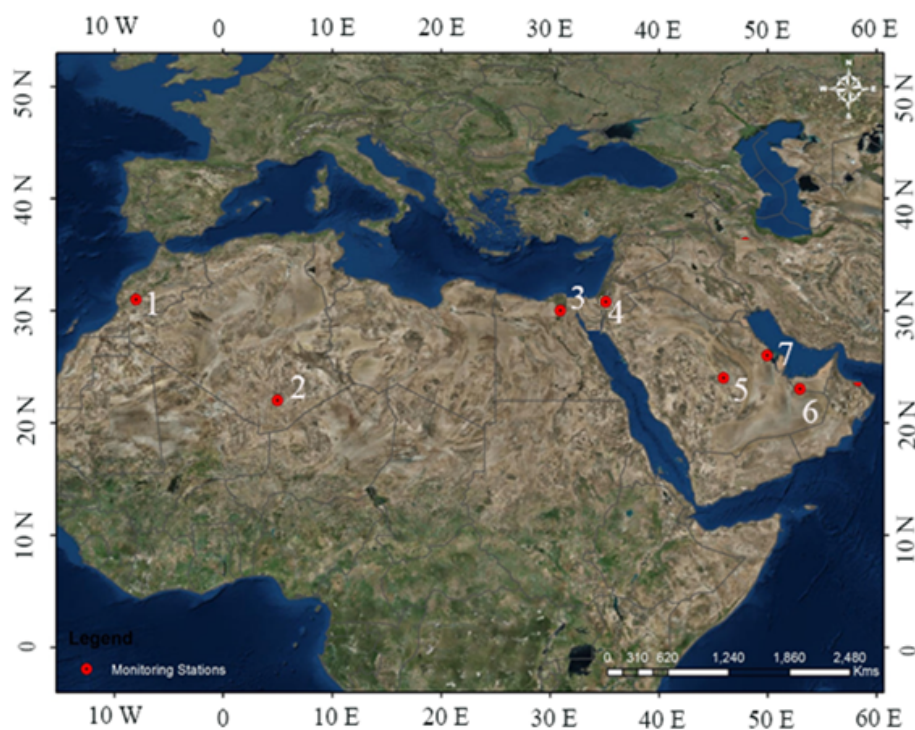 10 W 0 10 E 20 E 30 E 40 E 50 E 60 E
50 N 50 N
40 N 40 N
1 3 4
30 N 30 N
7
2 5
6
20 N 20 N
10 N 10 N
Legend
0 0
0 310 620 1,240 1,860 2,480
Monitoring Stations Kms
10 W 0 10 E 20 E 30 E 40 E 50 E 60 E